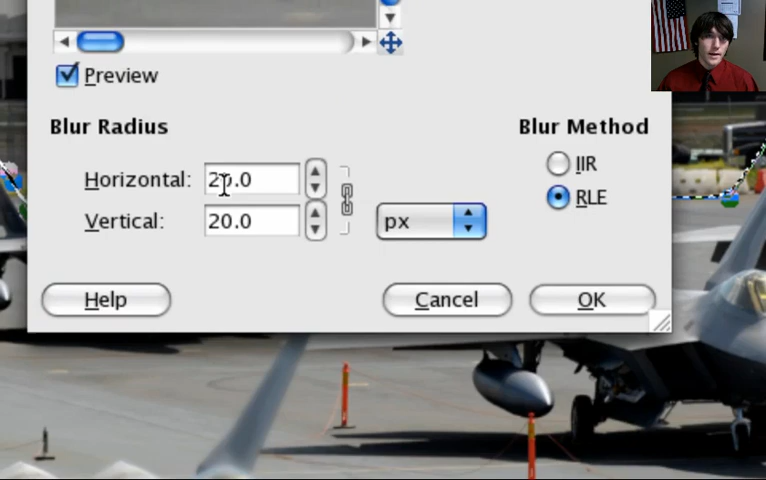 Preview
Blur Radius
Blur Method
Horizontal: 20.0
IIR
Vertical: 20.0
px
RLE
Help
Cancel
OK